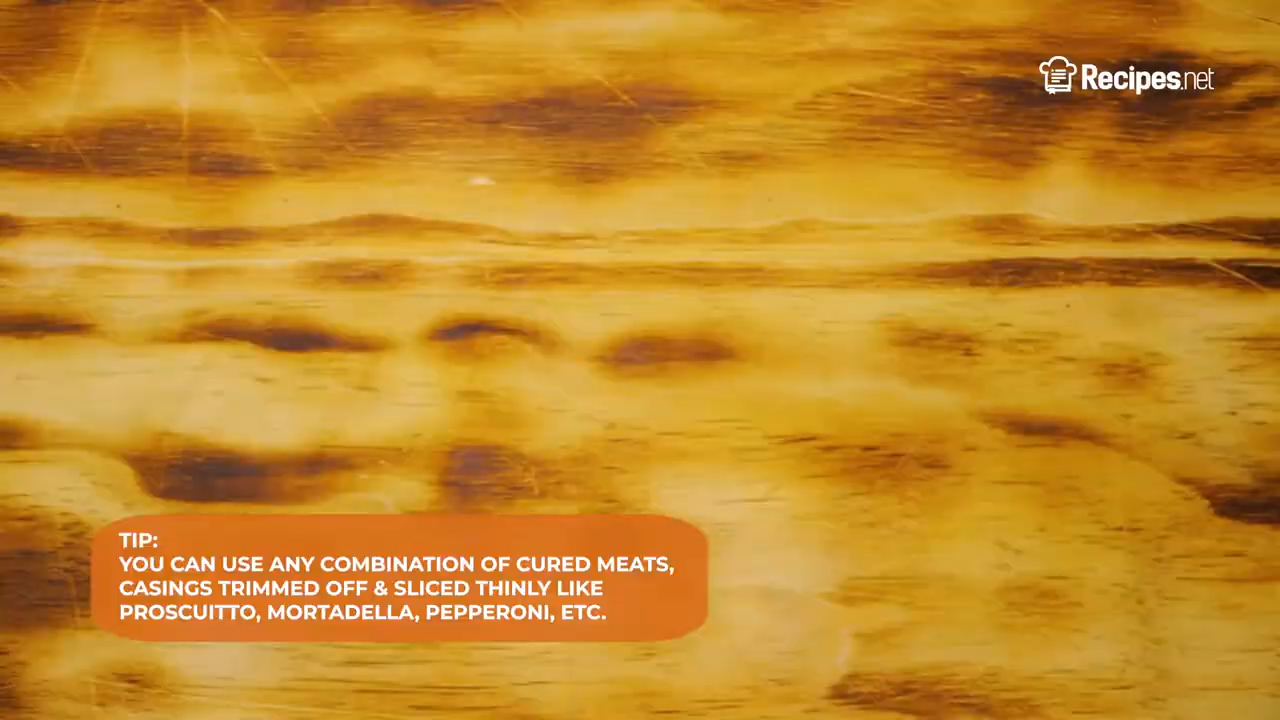 Recipes.net
TIP:
YOU CAN USE ANY COMBINATION OF CURED MEATS,
CASINGS TRIMMED OFF & SLICED THINLY LIKE
PROSCUITTO, MORTADELLA, PEPPERONI, ETC.